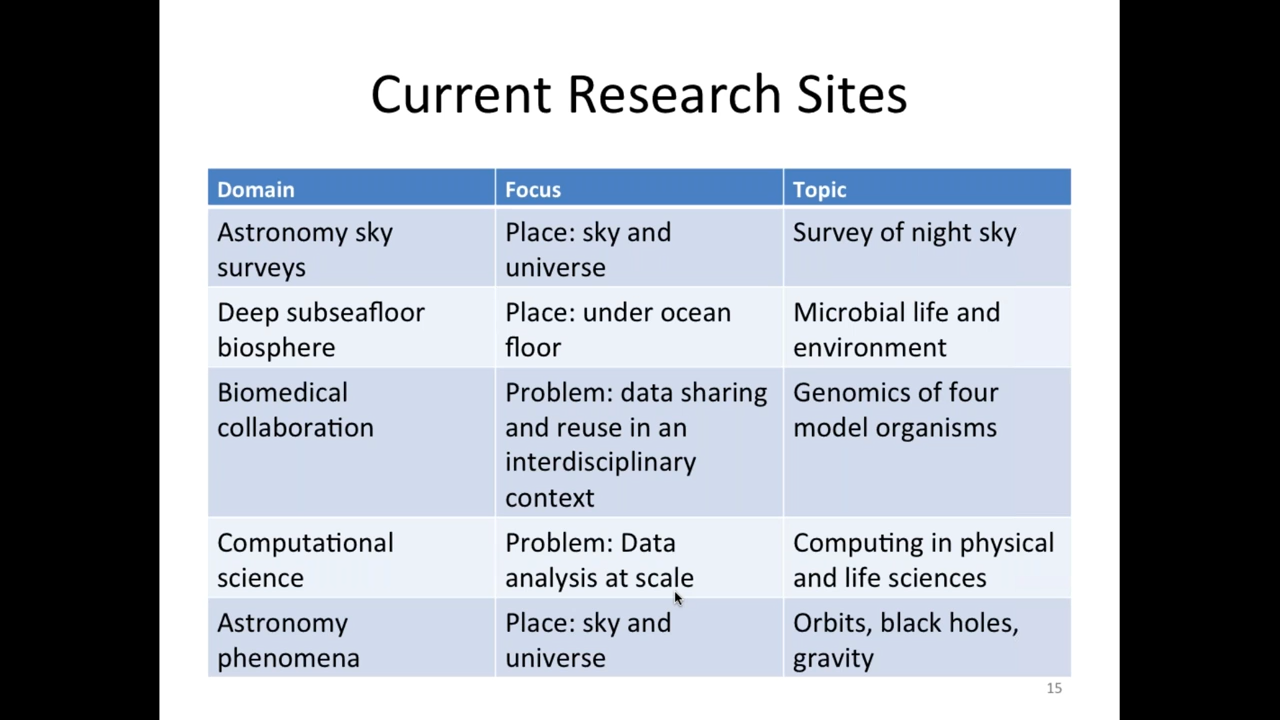 Current Research Sites
Domain Focus Topic
Astronomy sky
surveys
Place: sky and
universe
Survey of night sky
Deep subseafloor
biosphere
Place: under ocean
floor
Microbial life and
environment
Biomedical
collaboration
Problem: data sharing
and reuse in an
interdisciplinary
context
Genomics of four
model organisms
Computational
science
Problem: Data
analysis at scale
Computing in physical
and life sciences
Astronomy
phenomena
Place: sky and
universe
Orbits, black holes,
gravity
15